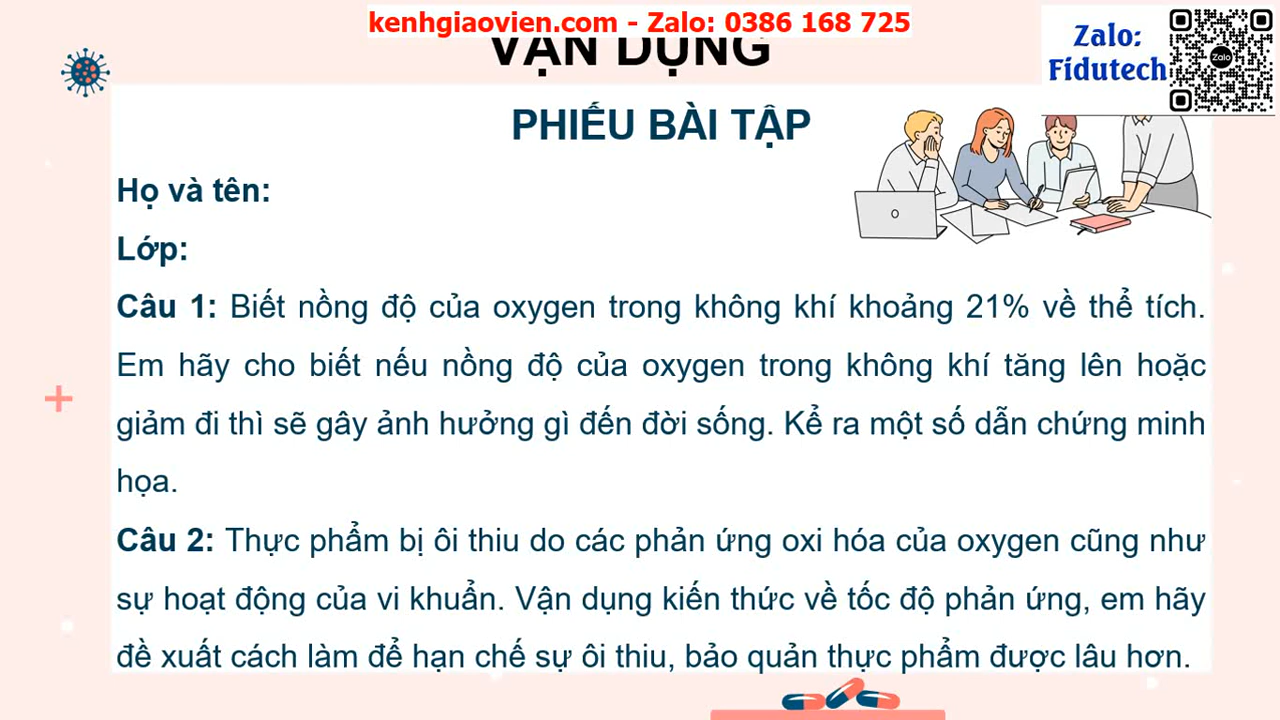 kenhgiaovien.com - Zalo: 0386 168 725
VẬN DỤNG
Zalo:
Fidutech
Zalo
PHIẾU BÀI TẬP
Họ và tên:
Lớp:
Câu 1: Biết nồng độ của oxygen trong không khí khoảng 21% về thể tích.
Em hãy cho biết nếu nồng độ của oxygen trong không khí tăng lên hoặc
giảm đi thì sẽ gây ảnh hưởng gì đến đời sống. Kể ra một số dẫn chứng minh
họa.
Câu 2: Thực phẩm bị ôi thiu do các phản ứng oxi hóa của oxygen cũng như
sự hoạt động của vi khuẩn. Vận dụng kiến thức về tốc độ phản ứng, em hãy
đề xuất cách làm để hạn chế sự ôi thiu, bảo quản thực phẩm được lâu hơn.